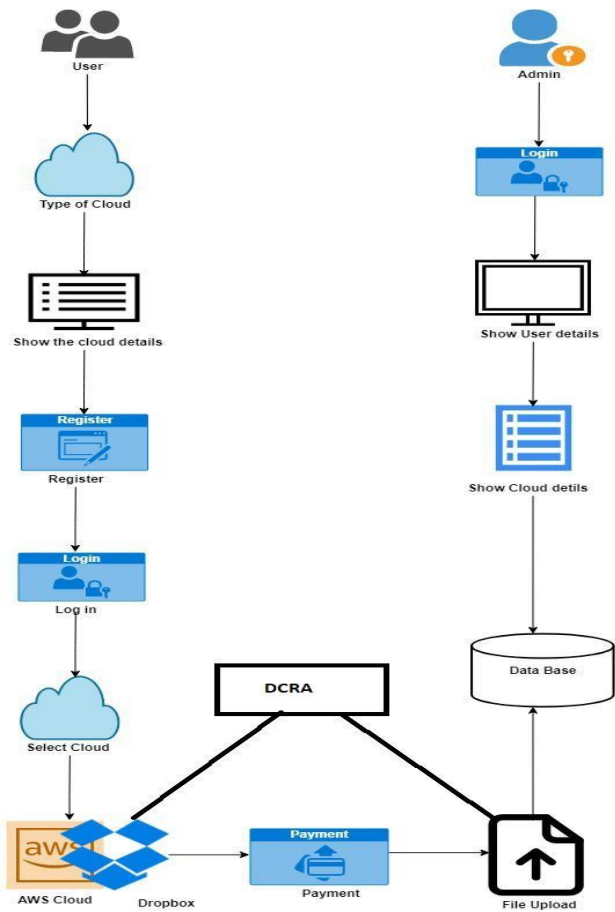 User
Type of Cloud
Show the cloud details
Register
Register
Login
Log in
Select Cloud
aws
AWS Cloud
Dropbox
DCRA
Payment
Payment
File Upload
Admin
Login
Show User details
Show Cloud detils
Data Base